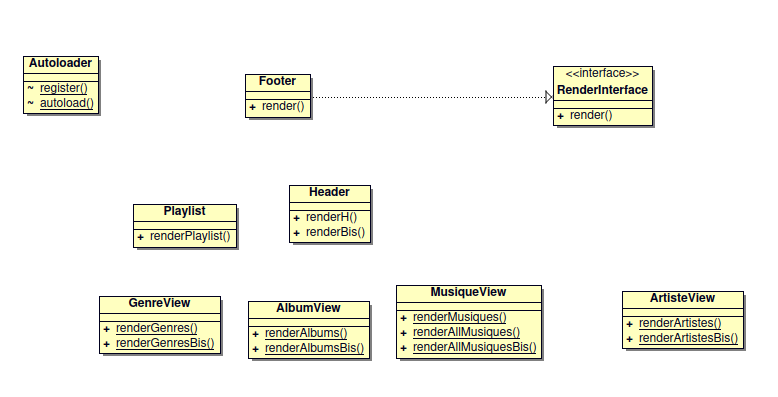 Autoloader
~ register()
~ autoload()
Footer
+ render()
<<interface>>
RenderInterface
+ render()
Playlist
+ renderPlaylist()
Header
+ renderH()
+ renderBis()
GenreView
+ renderGenres()
+ renderGenresBis()
AlbumView
+ renderAlbums()
+ renderAlbumsBis()
MusiqueView
+ renderMusiques()
+ renderAllMusiques()
+ renderAllMusiquesBis()
ArtisteView
+ renderArtistes()
+ renderArtistesBis()